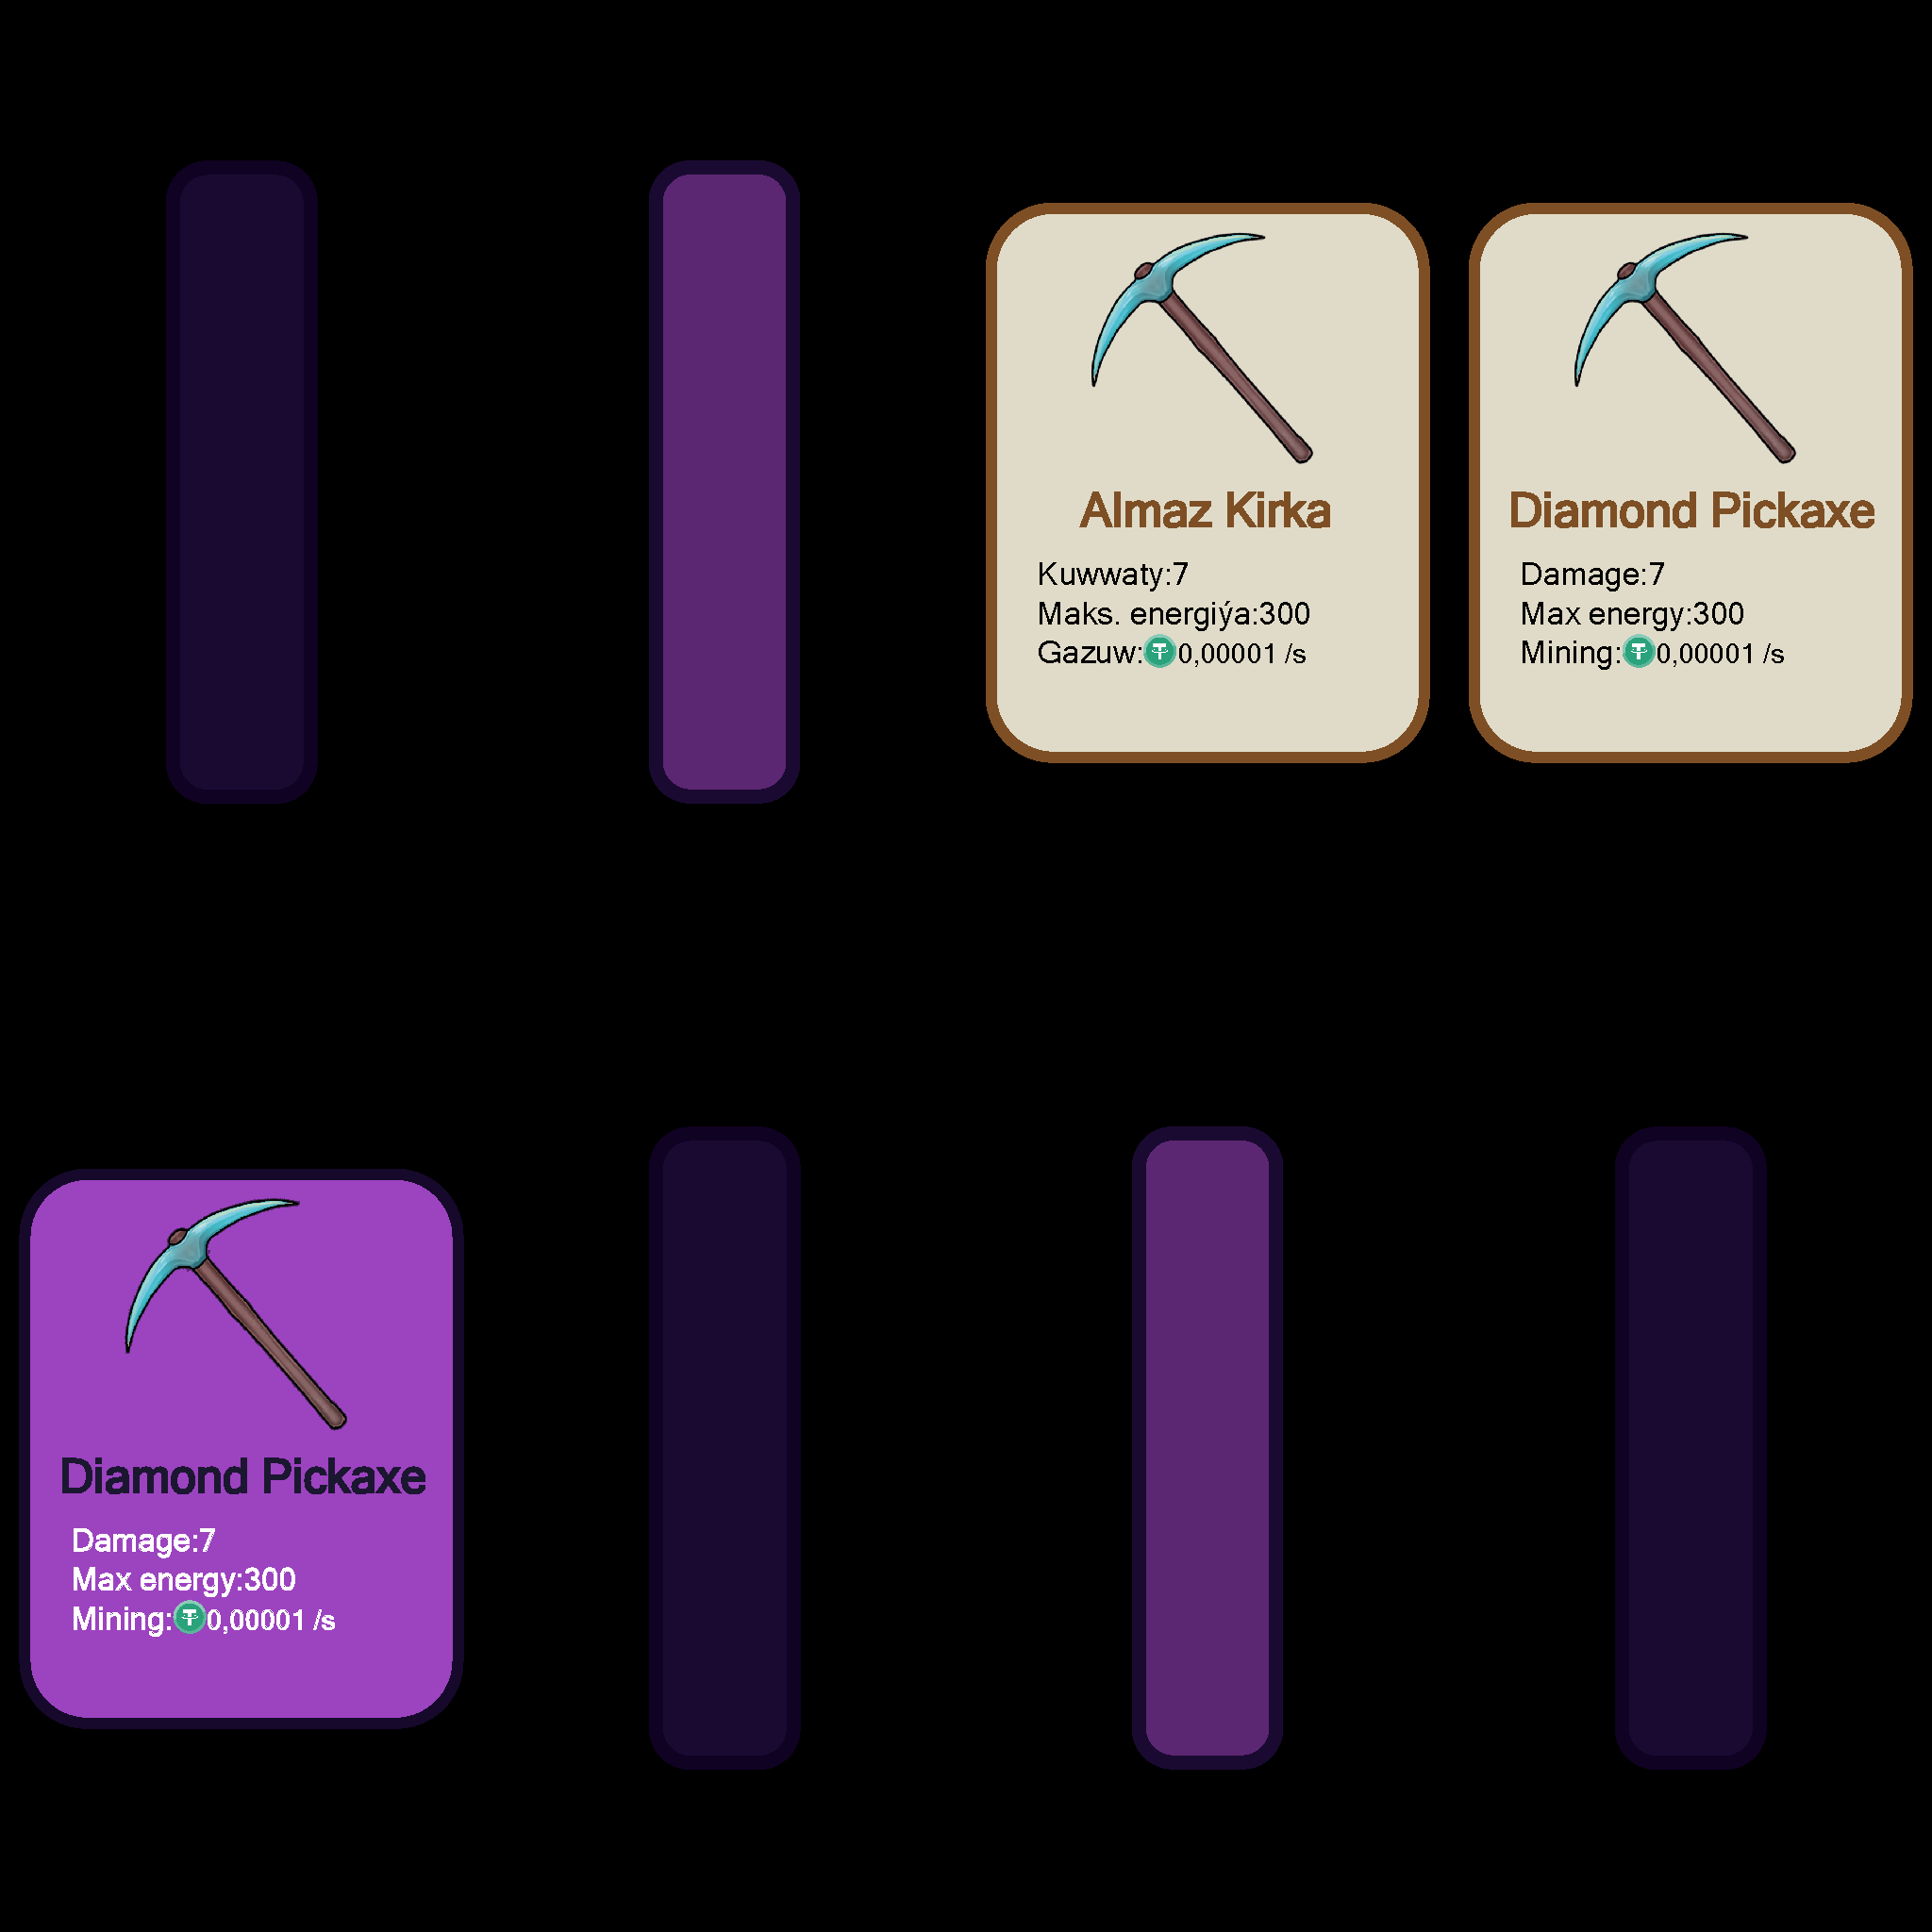 Almaz Kirka
Kuwwaty:7
Maks. energiýa:300
Gazuw:0,00001 /s
Diamond Pickaxe
Damage:7
Max energy:300
Mining:0,00001 /s
Diamond Pickaxe
Damage:7
Max energy:300
Mining:0,00001 /s